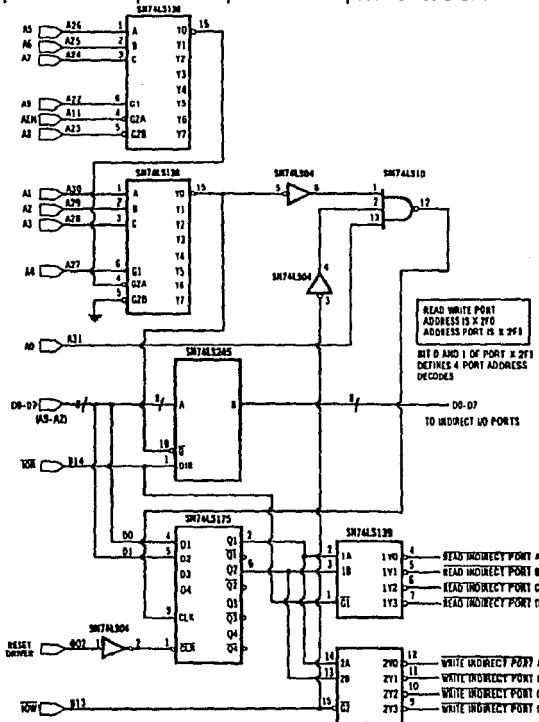 SN74LS138
A5 A26 1 A Y0 15
A6 A25 2 B Y1
A7 A24 3 C Y2
Y3
Y4
A9 A22 6 G1 Y5
AEN A11 4 G2A Y6
A8 A23 5 G2B Y7
SN74LS138 SN74LS04 SN74LS10
A1 A30 1 A Y0 15 5 6 1
A2 A29 2 B Y1 2 12
A3 A28 3 C Y2 13
Y3
Y4
A4 A27 6 G1 Y5
4 G2A Y6
5 G2B Y7
4
SN74LS04
3
READ WRITE PORT
ADDRESS IS X 2F0
ADDRESS PORT IS X 2F1
BIT 0 AND 1 OF PORT X 2F1
DEFINES 4 PORT ADDRESS
DECODES
A0 A31
SN74LS245
D0-D7 8 8 A B 8 D0-D7
(A9-A2)
TO INDIRECT I/O PORTS
19 G
IOR B14 1 DIR
SN74LS175 SN74LS139
D0 4 D1 Q1 2 2 1A 1Y0 4 READ INDIRECT PORT A
D1 5 D2 Q1 3 1B 1Y1 5 READ INDIRECT PORT B
D3 Q2 6 1Y2 6 READ INDIRECT PORT C
D4 Q2 1 G1 1Y3 7 READ INDIRECT PORT D
Q3
9 CLK Q3
Q4
RESET
DRIVER B02 1 SN74LS04 2 1 CLR Q4
14 2A 2Y0 12 WRITE INDIRECT PORT A
13 2B 2Y1 11 WRITE INDIRECT PORT
2Y2 10 WRITE INDIRECT PORT
IOW B13 15 G2 2Y3 9 WRITE INDIRECT PORT